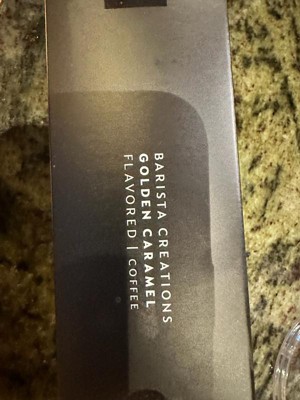 BARISTA CREATIONS
GOLDEN CARAMEL
FLAVORED | COFFEE